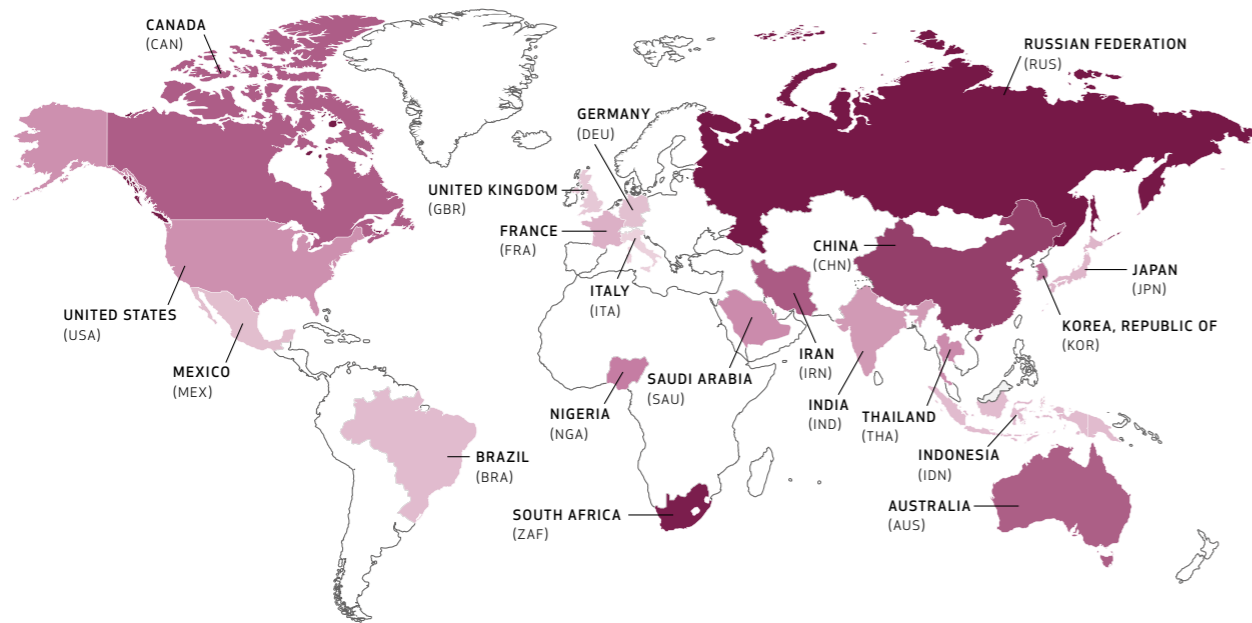 CANADA
(CAN)
RUSSIAN FEDERATION
(RUS)
GERMANY
(DEU)
UNITED KINGDOM
(GBR)
FRANCE
(FRA)
CHINA
(CHN)
JAPAN
(JPN)
ITALY
(ITA)
UNITED STATES
(USA)
KOREA, REPUBLIC OF
(KOR)
IRAN
(IRN)
MEXICO
(MEX)
SAUDI ARABIA
(SAU)
INDIA
(IND)
NIGERIA
(NGA)
THAILAND
(THA)
BRAZIL
(BRA)
INDONESIA
(IDN)
AUSTRALIA
(AUS)
SOUTH AFRICA
(ZAF)